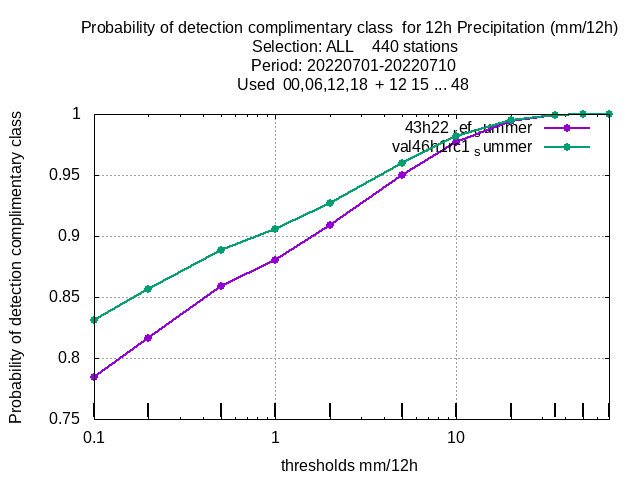 Probability of detection complimentary class for 12h Precipitation (mm/12h)
Selection: ALL 440 stations
Period: 20220701-20220710
Used 00,06,12,18 + 12 15 ... 48
Probability of detection complimentary class
1
0.95
0.9
0.85
0.8
0.75
43h22refsummer
val46h1rc1summer
0.1
1
10
thresholds mm/12h